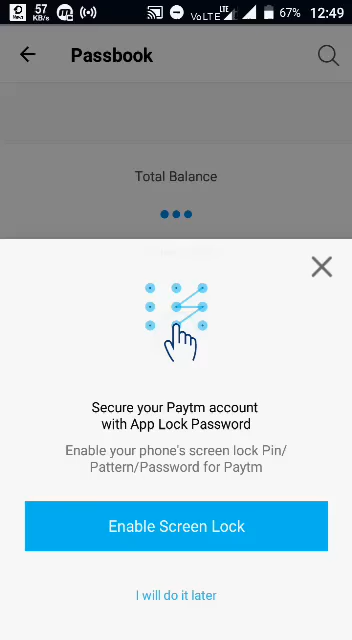 57
KB/s
VoLTE LTE
67%
12:49
Passbook
Total Balance
Secure your Paytm account
with App Lock Password
Enable your phone's screen lock Pin/
Pattern/Password for Paytm
Enable Screen Lock
I will do it later